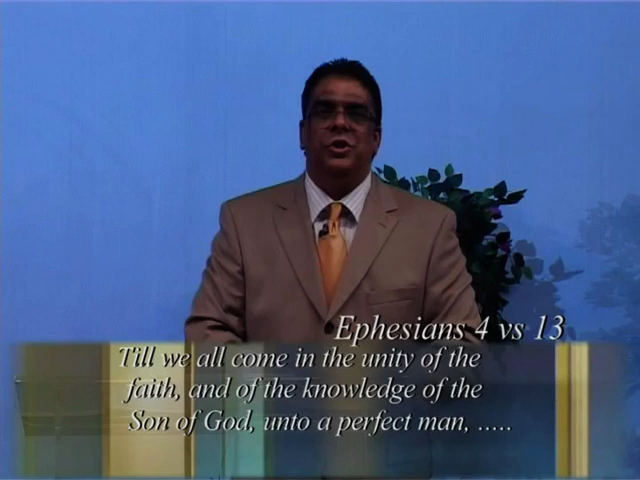 Ephesians 4 vs 13
Till we all come in the unity of the
faith, and of the knowledge of the
Son of God, unto a perfect man, .....